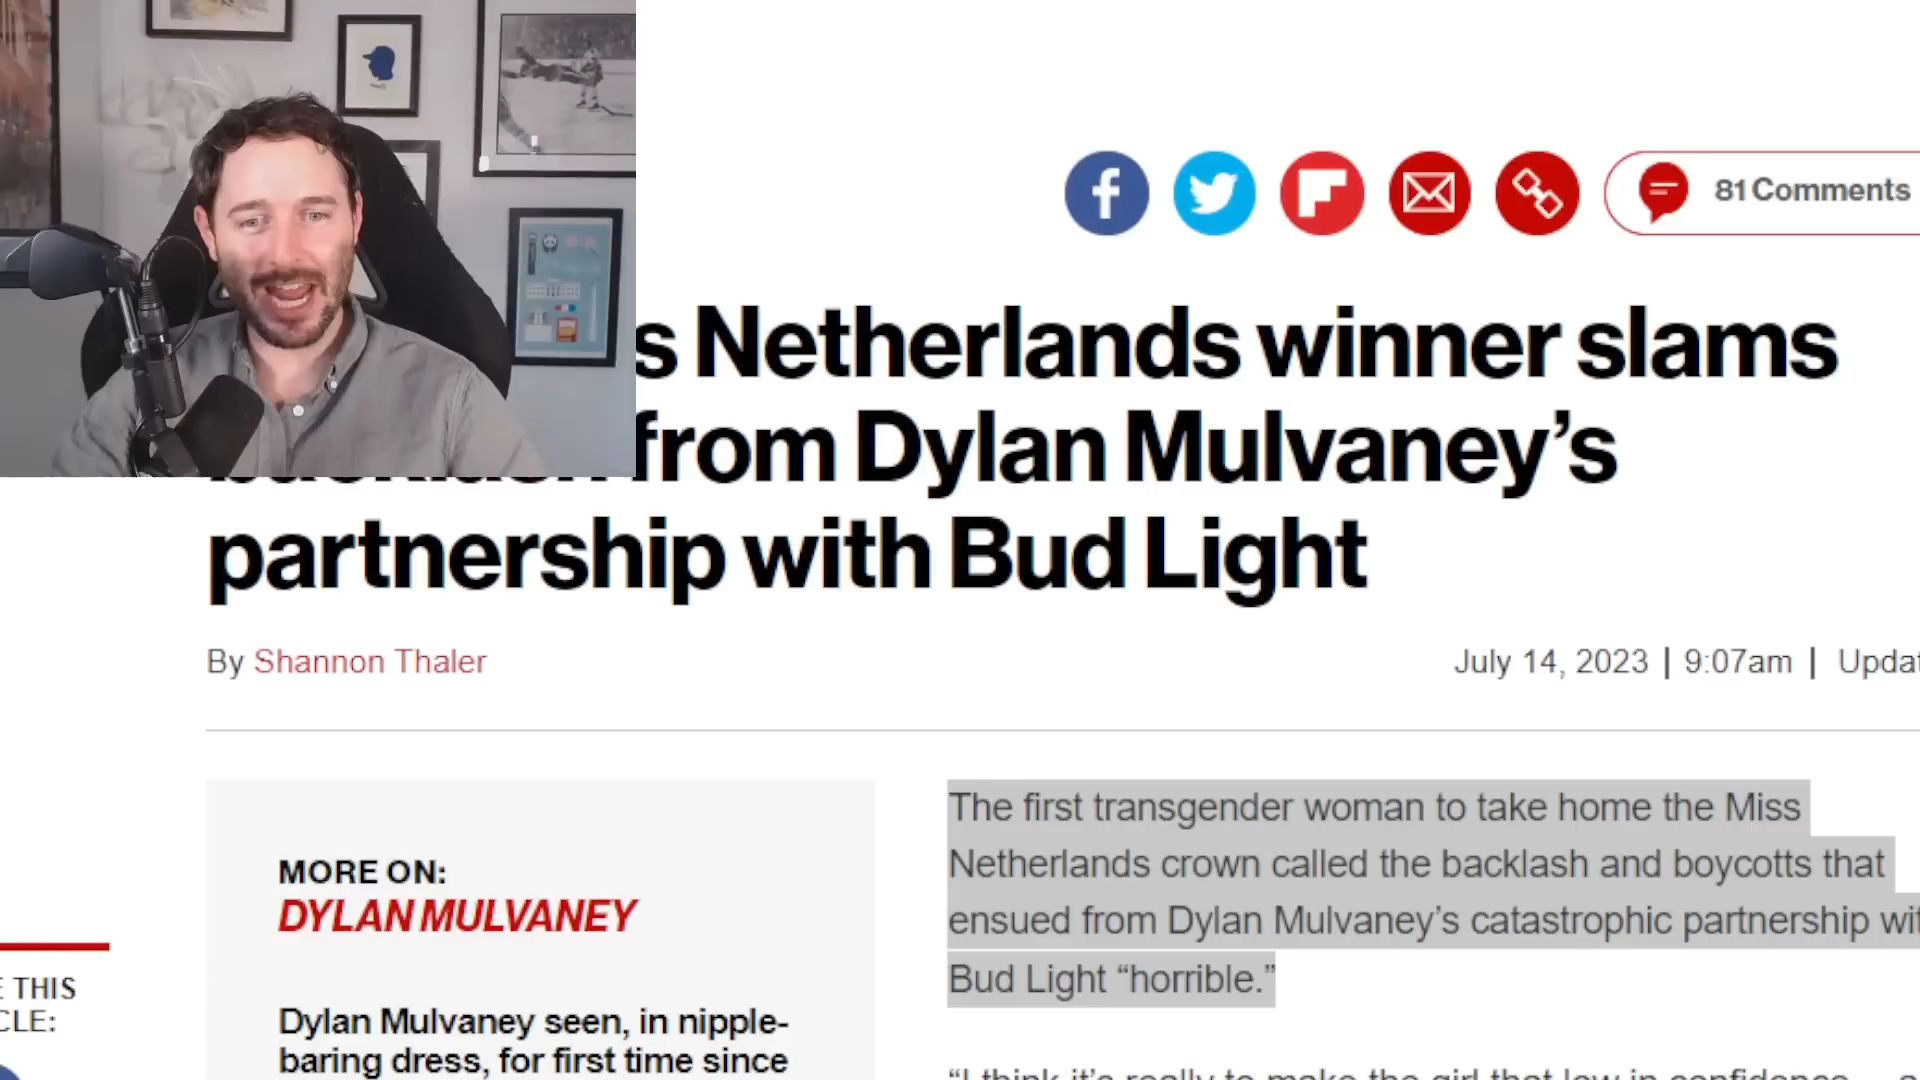 81 Comments
s Netherlands winner slams
from Dylan Mulvaney’s
partnership with Bud Light
By Shannon Thaler
July 14, 2023 | 9:07am |
MORE ON:
DYLAN MULVANEY
THIS
Dylan Mulvaney seen, in nipple-
baring dress, for first time since
The first transgender woman to take home the Miss
Netherlands crown called the backlash and boycotts that
ensued from Dylan Mulvaney’s catastrophic partnership
Bud Light “horrible.”